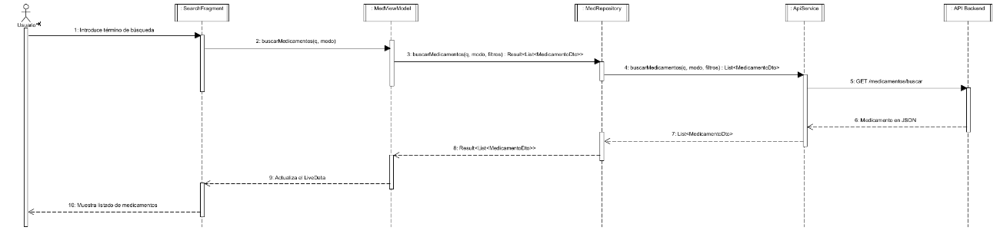 : SearchFragment
: MedViewModel
: MedRepository
: ApiService
: API Backend
Usuario
1: Introduce término de búsqueda
2: buscarMedicamentos(q, modo)
3: buscarMedicamentos(q, modo, filtros) : Result<List<MedicamentoDto>>
4: buscarMedicamentos(q, modo, filtros) : List<MedicamentoDto>
5: GET /medicamentos/buscar
6: Medicamento en JSON
7: List<MedicamentoDto>
8: Result<List<MedicamentoDto>>
9: Actualiza el LiveData
10: Muestra listado de medicamentos